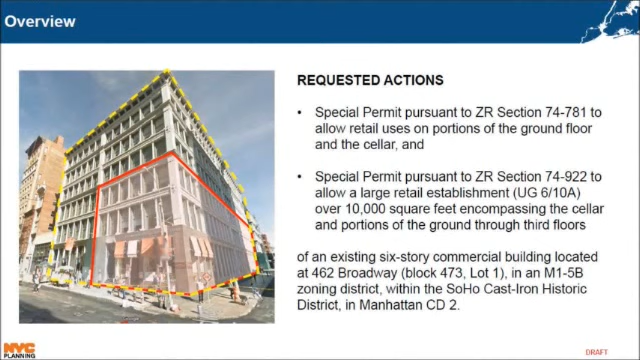 Overview
REQUESTED ACTIONS
• Special Permit pursuant to ZR Section 74-781 to
allow retail uses on portions of the ground floor
and the cellar, and
• Special Permit pursuant to ZR Section 74-922 to
allow a large retail establishment (UG 6/10A)
over 10,000 square feet encompassing the cellar
and portions of the ground through third floors
of an existing six-story commercial building located
at 462 Broadway (block 473, Lot 1), in an M1-5B
zoning district, within the SoHo Cast-Iron Historic
District, in Manhattan CD 2.
NYC
PLANNING
DRAFT